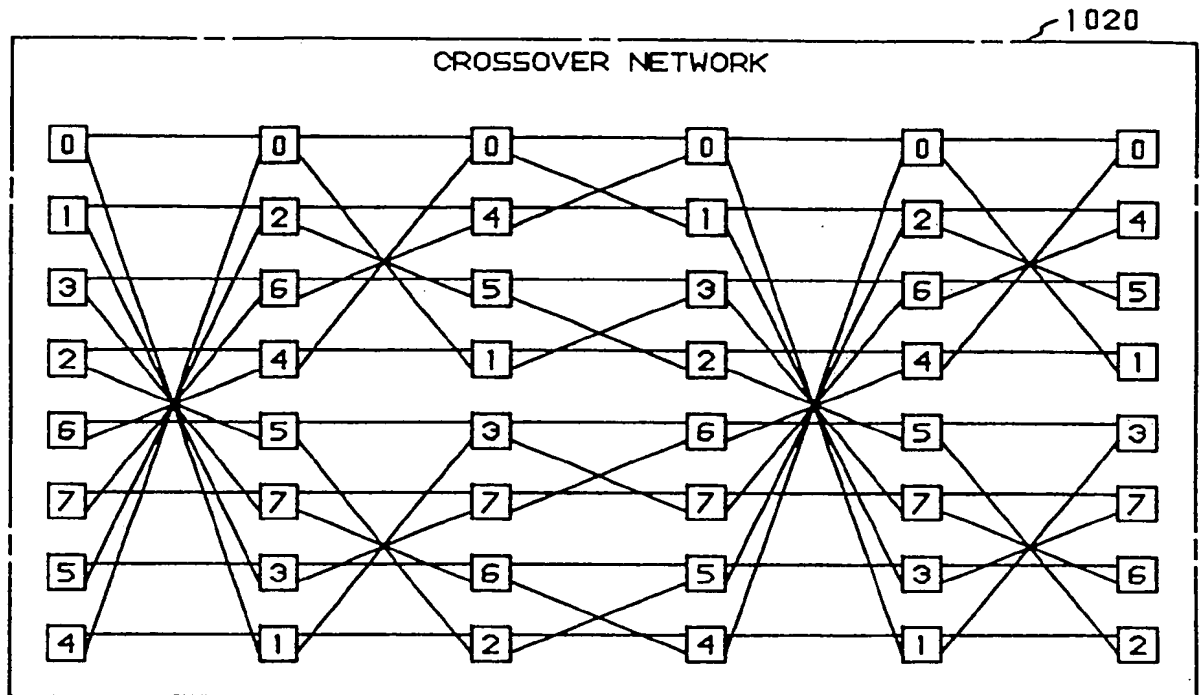 1020
CROSSOVER NETWORK
0 0 0 0 0 0
1 2 4 1 2 4
3 6 5 3 6 5
2 4 1 2 4 1
6 5 3 6 5 3
7 7 7 7 7 7
5 3 6 5 3 6
4 1 2 4 1 2